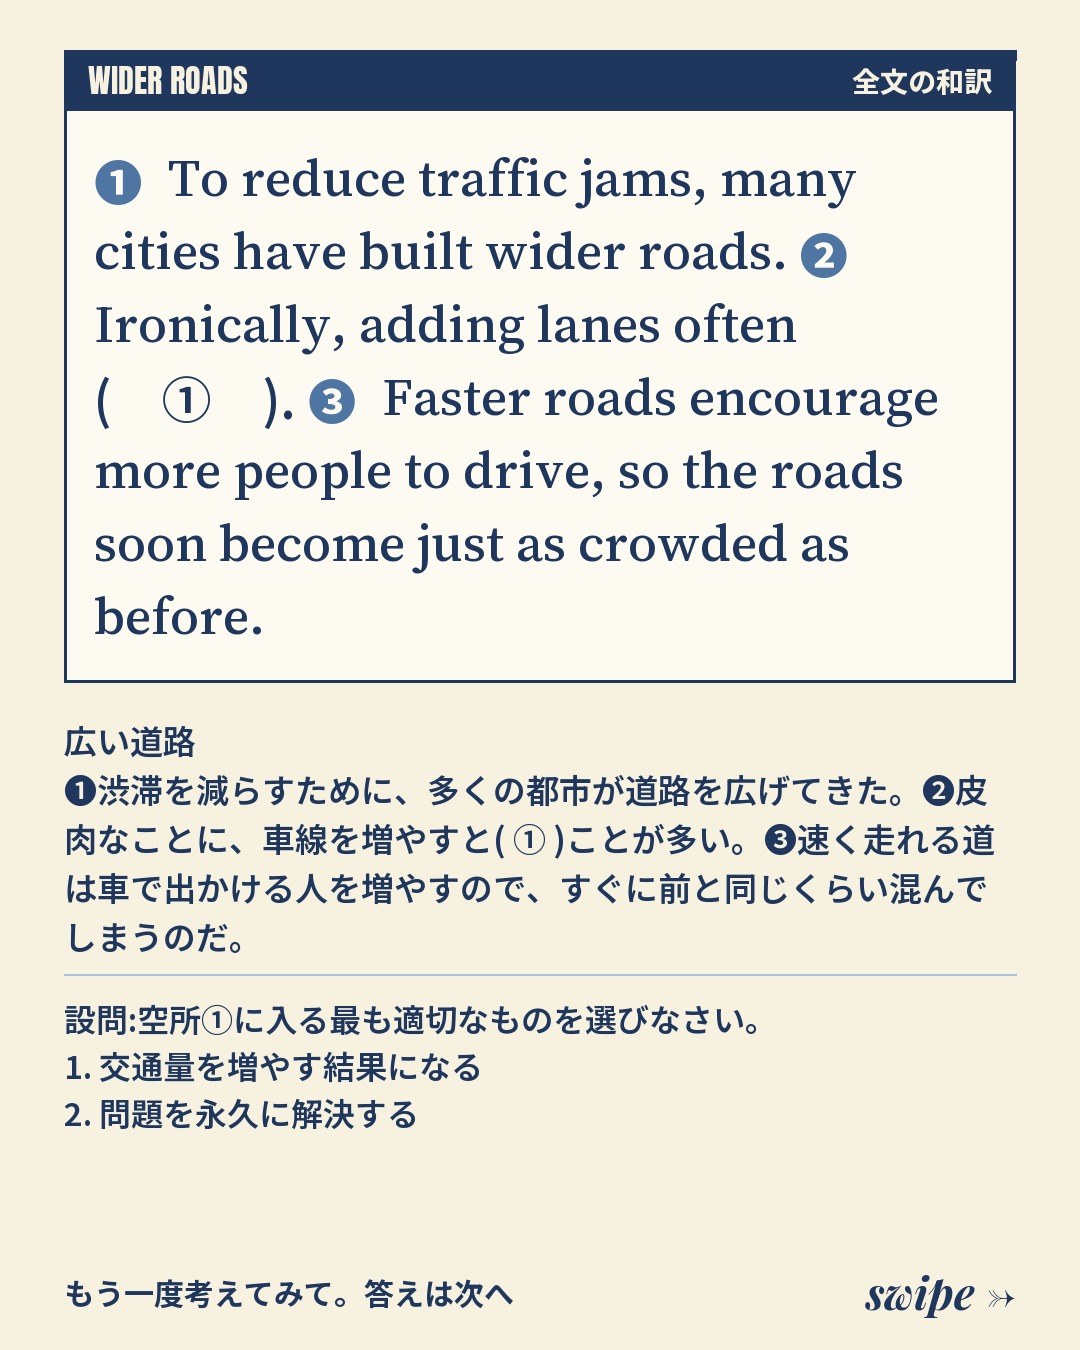 WIDER ROADS
全文の和訳
❶ To reduce traffic jams, many
cities have built wider roads. ❷
Ironically, adding lanes often
( ① ). ❸ Faster roads encourage
more people to drive, so the roads
soon become just as crowded as
before.
広い道路
❶渋滞を減らすために、多くの都市が道路を広げてきた。❷皮
肉なことに、車線を増やすと( ① )ことが多い。❸速く走れる道
は車で出かける人を増やすので、すぐに前と同じくらい混んで
しまうのだ。
設問:空所①に入る最も適切なものを選びなさい。
1. 交通量を増やす結果になる
2. 問題を永久に解決する
もう一度考えてみて。答えは次へ
swipe